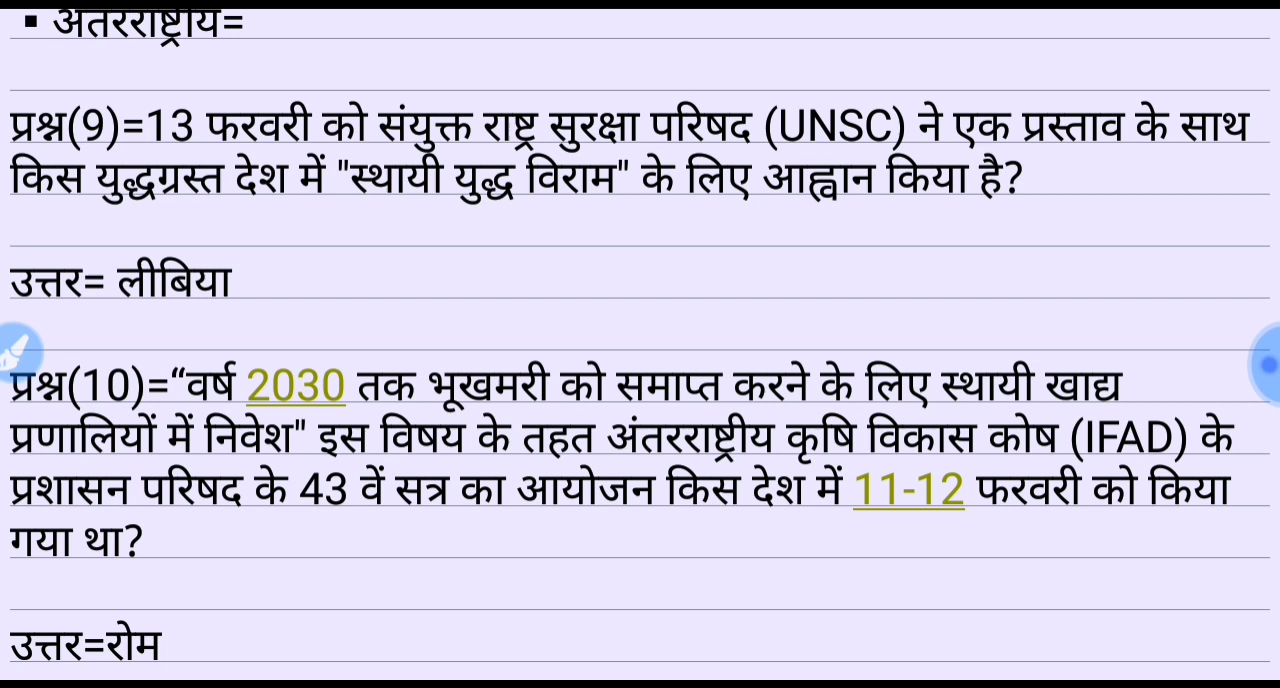 ▪ अंतरराष्ट्रीय=
प्रश्न(9)=13 फरवरी को संयुक्त राष्ट्र सुरक्षा परिषद (UNSC) ने एक प्रस्ताव के साथ
किस युद्धग्रस्त देश में "स्थायी युद्ध विराम" के लिए आह्वान किया है?
उत्तर= लीबिया
प्रश्न(10)=“वर्ष 2030 तक भूखमरी को समाप्त करने के लिए स्थायी खाद्य
प्रणालियों में निवेश" इस विषय के तहत अंतरराष्ट्रीय कृषि विकास कोष (IFAD) के
प्रशासन परिषद के 43 वें सत्र का आयोजन किस देश में 11-12 फरवरी को किया
गया था?
उत्तर=रोम